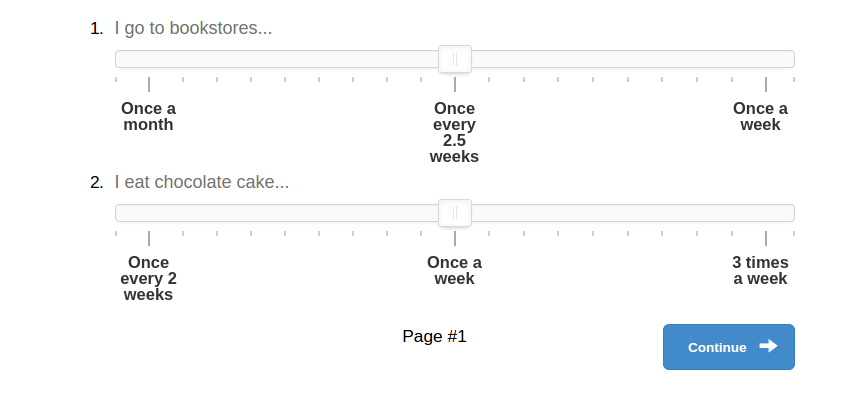 1. I go to bookstores...
Once a
month
Once
every
2.5
weeks
Once a
week
2. I eat chocolate cake...
Once
every 2
weeks
Once a
week
3 times
a week
Page #1
Continue